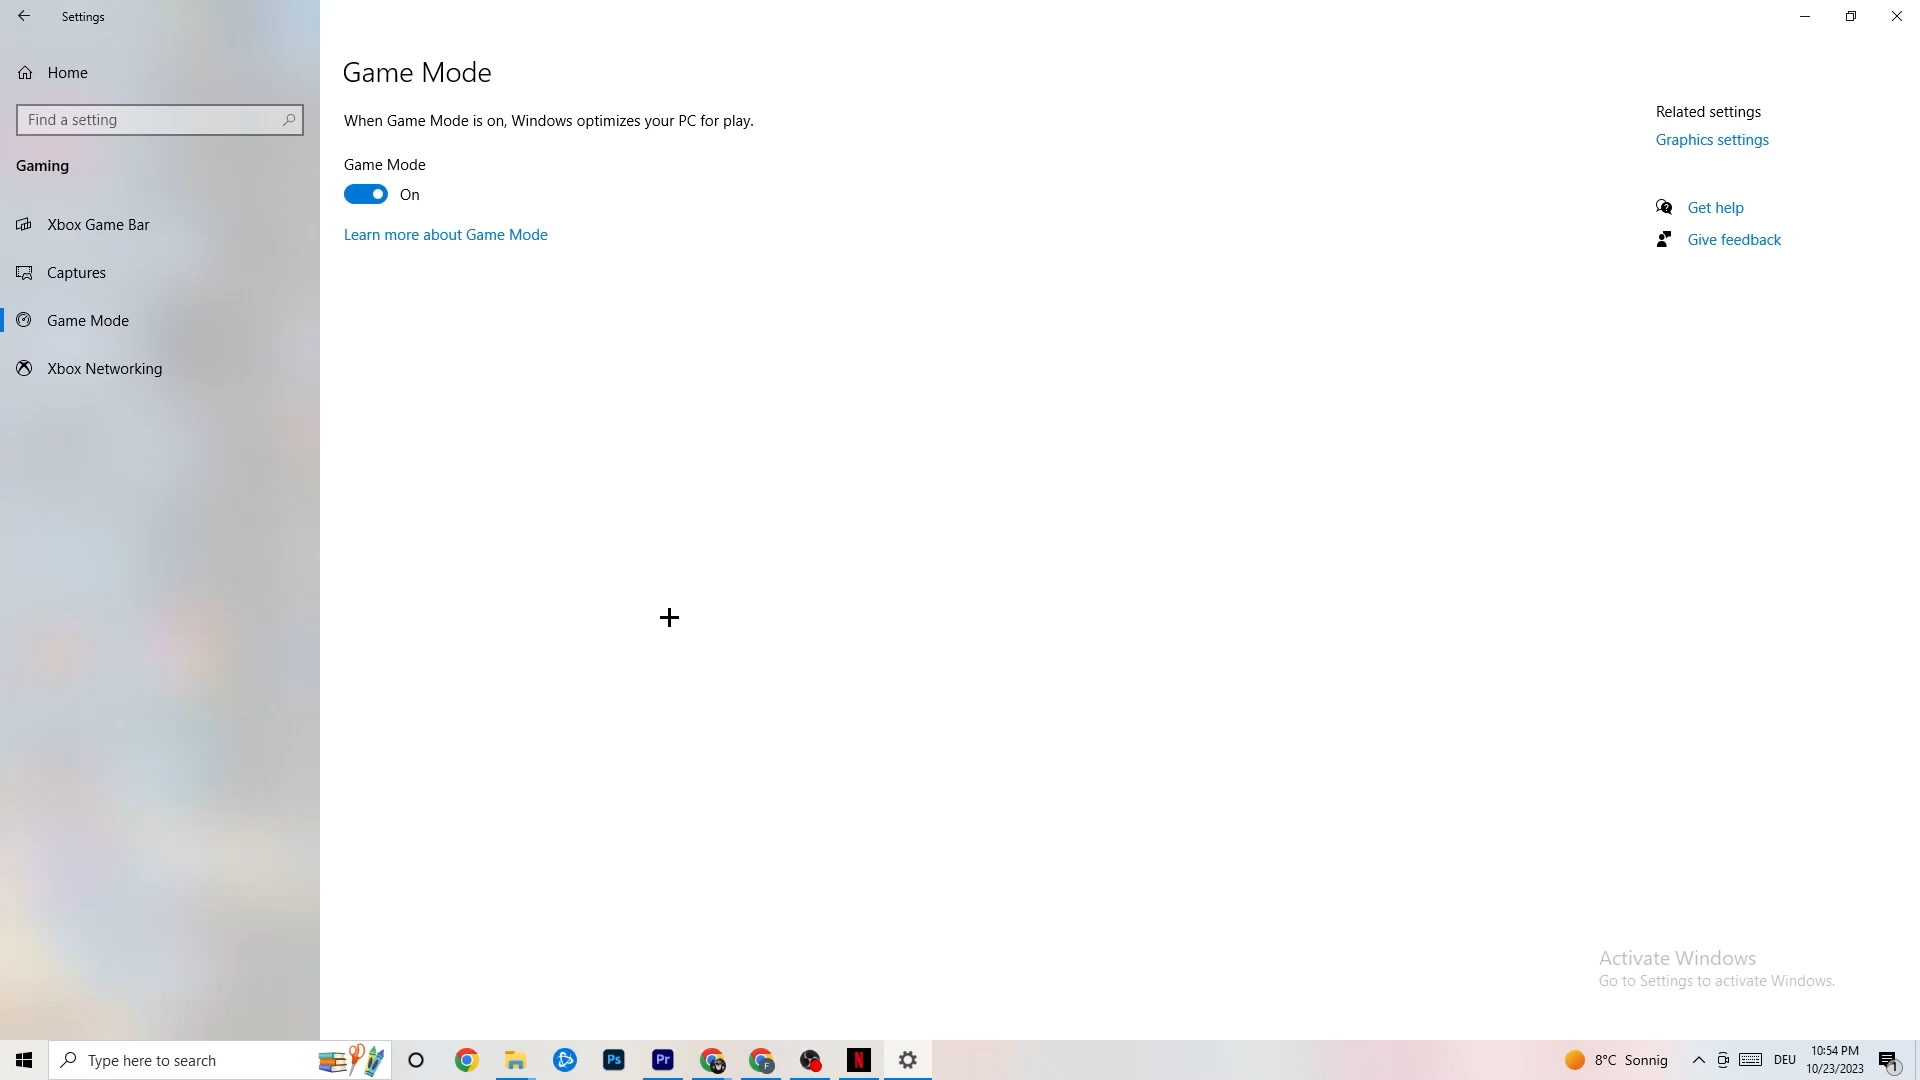 Settings
Home
Find a setting
Gaming
Xbox Game Bar
Captures
Game Mode
Xbox Networking
Game Mode
When Game Mode is on, Windows optimizes your PC for play.
Game Mode
On
Learn more about Game Mode
Related settings
Graphics settings
Get help
Give feedback
Activate Windows
Go to Settings to activate Windows.
Type here to search
Ps
Pr
F
N
8°C Sonnig
DEU
10:54 PM
10/23/2023
1